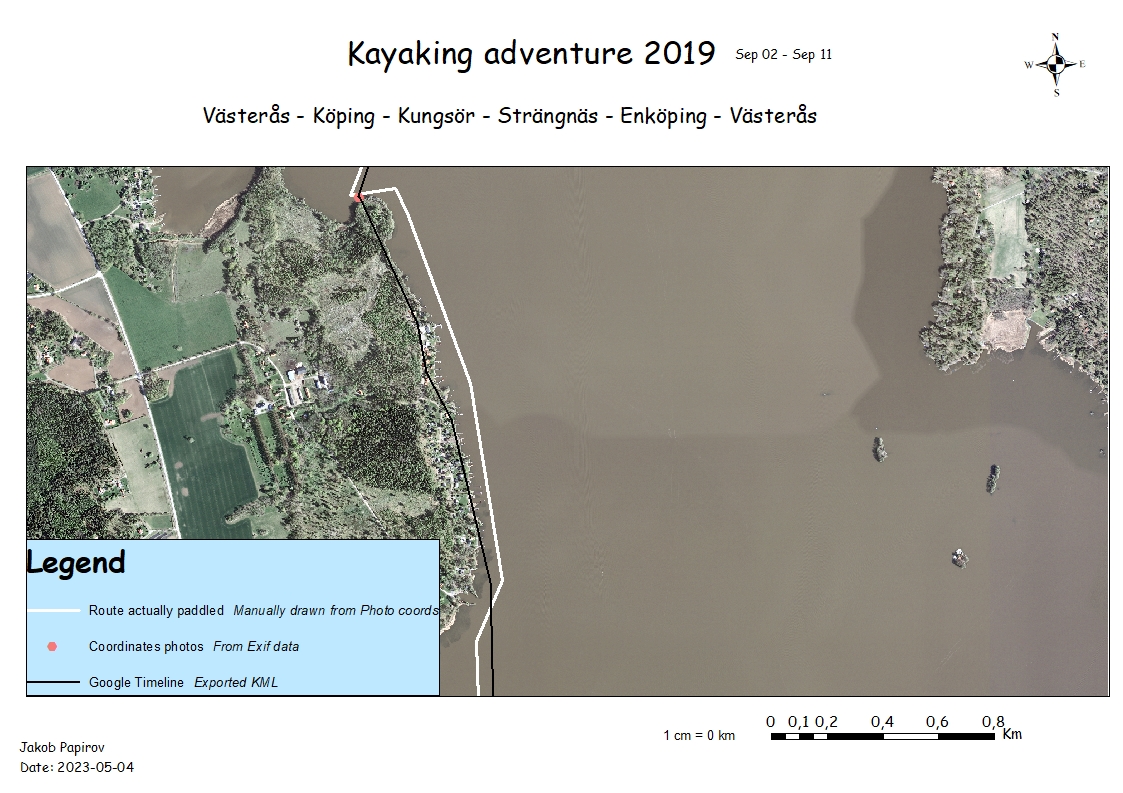 Kayaking adventure 2019 Sep 02 - Sep 11
N
W E
S
Västerås - Köping - Kungsör - Strängnäs - Enköping - Västerås
Legend
Route actually paddled Manually drawn from Photo coords
Coordinates photos From Exif data
Google Timeline Exported KML
0 0,1 0,2 0,4 0,6 0,8
1 cm = 0 km Km
Jakob Papirov
Date: 2023-05-04